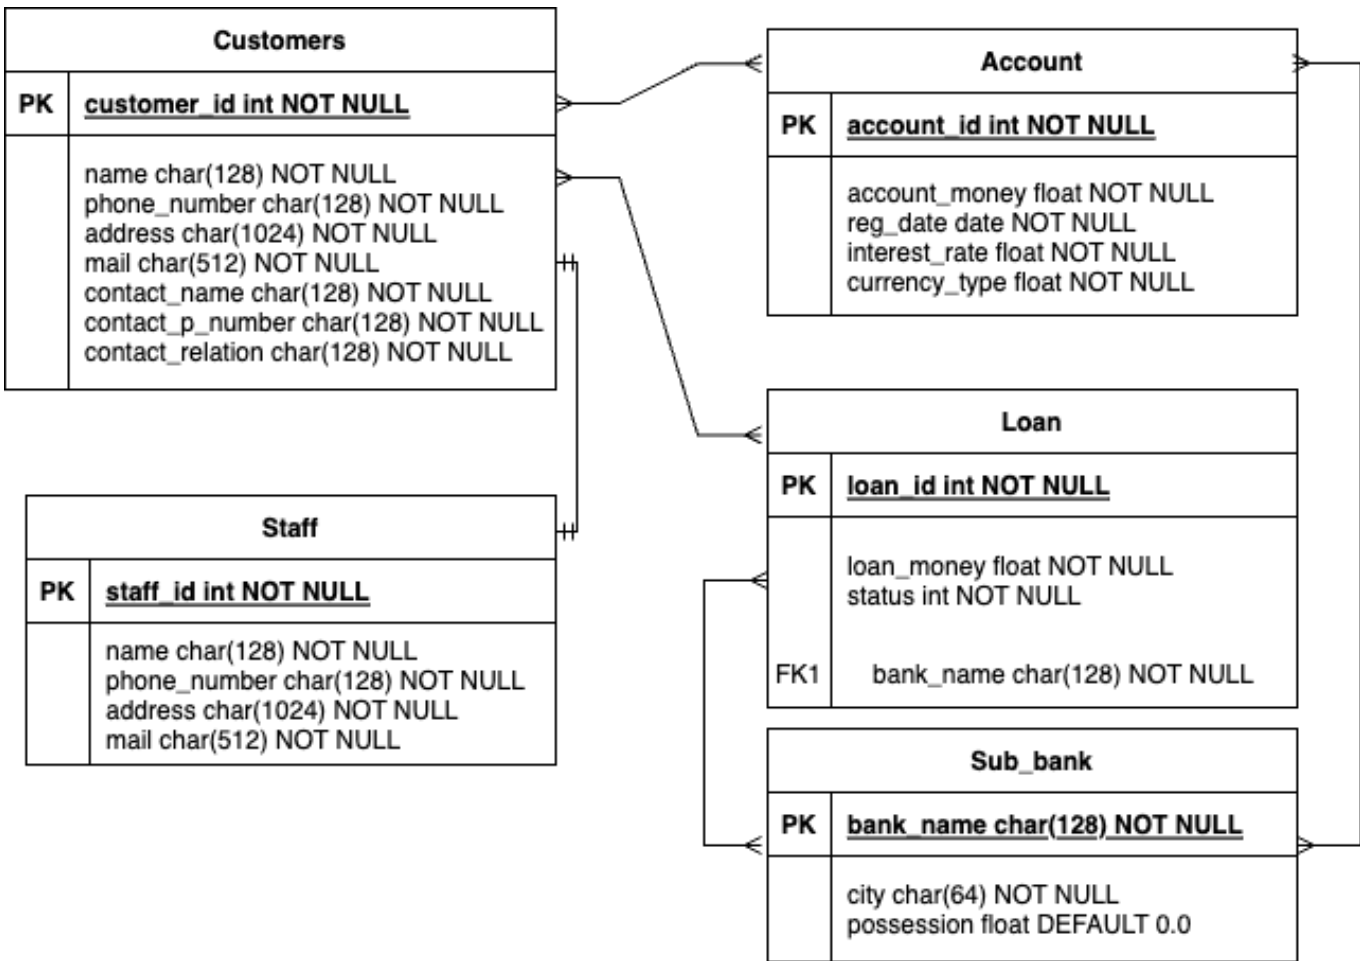 Customers
PK customer_id int NOT NULL
name char(128) NOT NULL
phone_number char(128) NOT NULL
address char(1024) NOT NULL
mail char(512) NOT NULL
contact_name char(128) NOT NULL
contact_p_number char(128) NOT NULL
contact_relation char(128) NOT NULL
Staff
PK staff_id int NOT NULL
name char(128) NOT NULL
phone_number char(128) NOT NULL
address char(1024) NOT NULL
mail char(512) NOT NULL
Account
PK account_id int NOT NULL
account_money float NOT NULL
reg_date date NOT NULL
interest_rate float NOT NULL
currency_type float NOT NULL
Loan
PK loan_id int NOT NULL
loan_money float NOT NULL
status int NOT NULL
FK1 bank_name char(128) NOT NULL
Sub_bank
PK bank_name char(128) NOT NULL
city char(64) NOT NULL
possession float DEFAULT 0.0